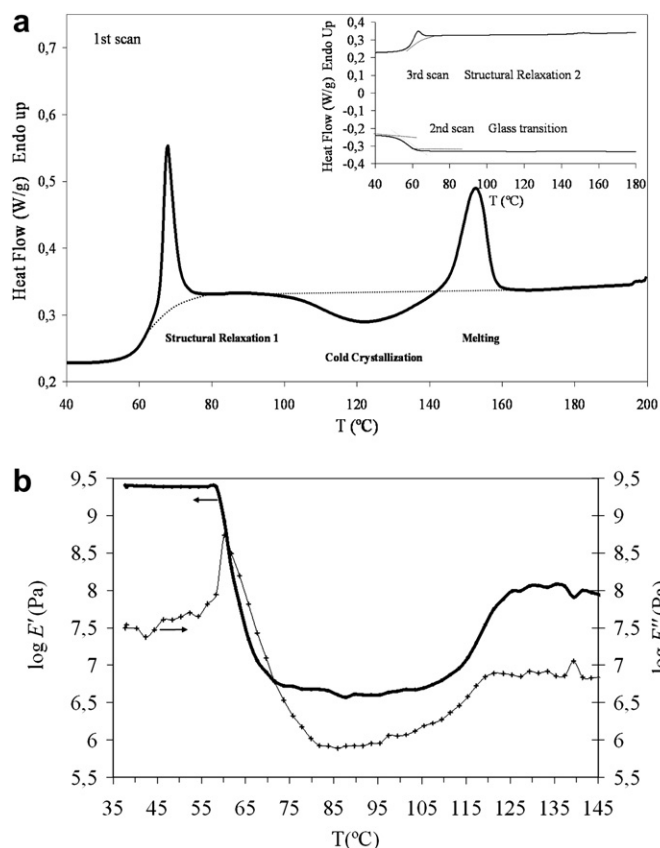 a
1st scan
0,7
0,6
0,5
0,4
0,3
0,2
Heat Flow (W/g) Endo up
40 60 80 100 120 140 160 180 200
T (ºC)
Structural Relaxation 1
Cold Crystallization
Melting
0,4
0,3
0,2
0,1
0
-0,1
-0,2
-0,3
-0,4
Heat Flow (W/g) Endo Up
3rd scan Structural Relaxation 2
2nd scan Glass transition
40 60 80 100 120 140 160 180
T (ºC)
b
9,5
9
8,5
8
7,5
7
6,5
6
5,5
log E' (Pa)
9,5
9
8,5
8
7,5
7
6,5
6
5,5
log E'' (Pa)
35 45 55 65 75 85 95 105 115 125 135 145
T(ºC)